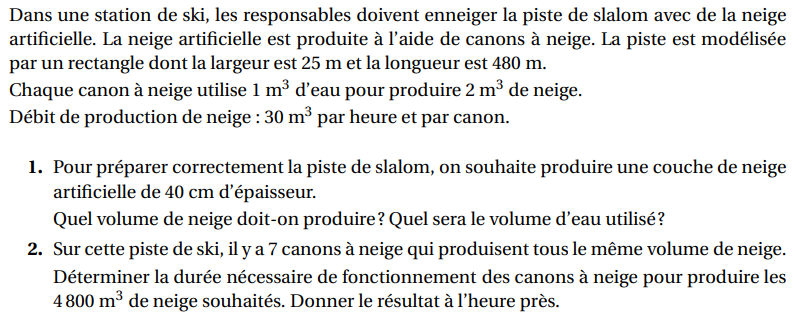 Dans une station de ski, les responsables doivent enneiger la piste de slalom avec de la neige
artificielle. La neige artificielle est produite à l'aide de canons à neige. La piste est modélisée
par un rectangle dont la largeur est 25 m et la longueur est 480 m.
Chaque canon à neige utilise 1 m³ d'eau pour produire 2 m³ de neige.
Débit de production de neige : 30 m³ par heure et par canon.
1. Pour préparer correctement la piste de slalom, on souhaite produire une couche de neige
artificielle de 40 cm d'épaisseur.
Quel volume de neige doit-on produire? Quel sera le volume d'eau utilisé?
2. Sur cette piste de ski, il y a 7 canons à neige qui produisent tous le même volume de neige.
Déterminer la durée nécessaire de fonctionnement des canons à neige pour produire les
4 800 m³ de neige souhaités. Donner le résultat à l'heure près.